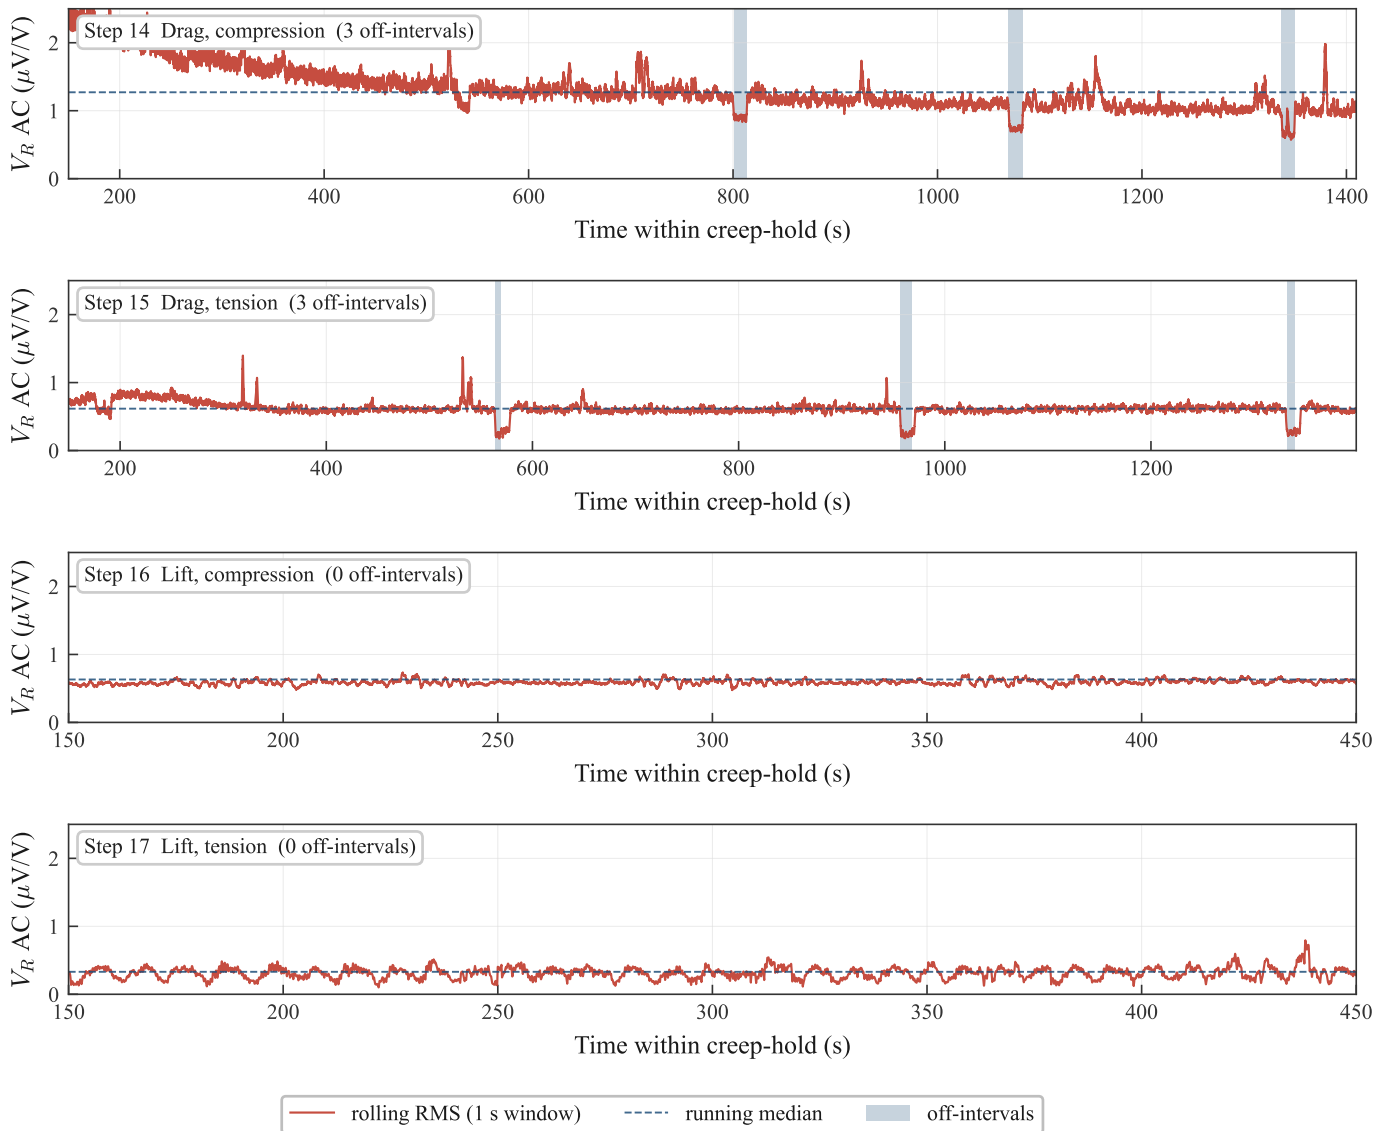 Step 14 Drag, compression (3 off-intervals)
V_R AC (μV/V)
2
1
0
200 400 600 800 1000 1200 1400
Time within creep-hold (s)
Step 15 Drag, tension (3 off-intervals)
V_R AC (μV/V)
2
1
0
200 400 600 800 1000 1200
Time within creep-hold (s)
Step 16 Lift, compression (0 off-intervals)
V_R AC (μV/V)
2
1
0
150 200 250 300 350 400 450
Time within creep-hold (s)
Step 17 Lift, tension (0 off-intervals)
V_R AC (μV/V)
2
1
0
150 200 250 300 350 400 450
Time within creep-hold (s)
rolling RMS (1 s window) running median off-intervals